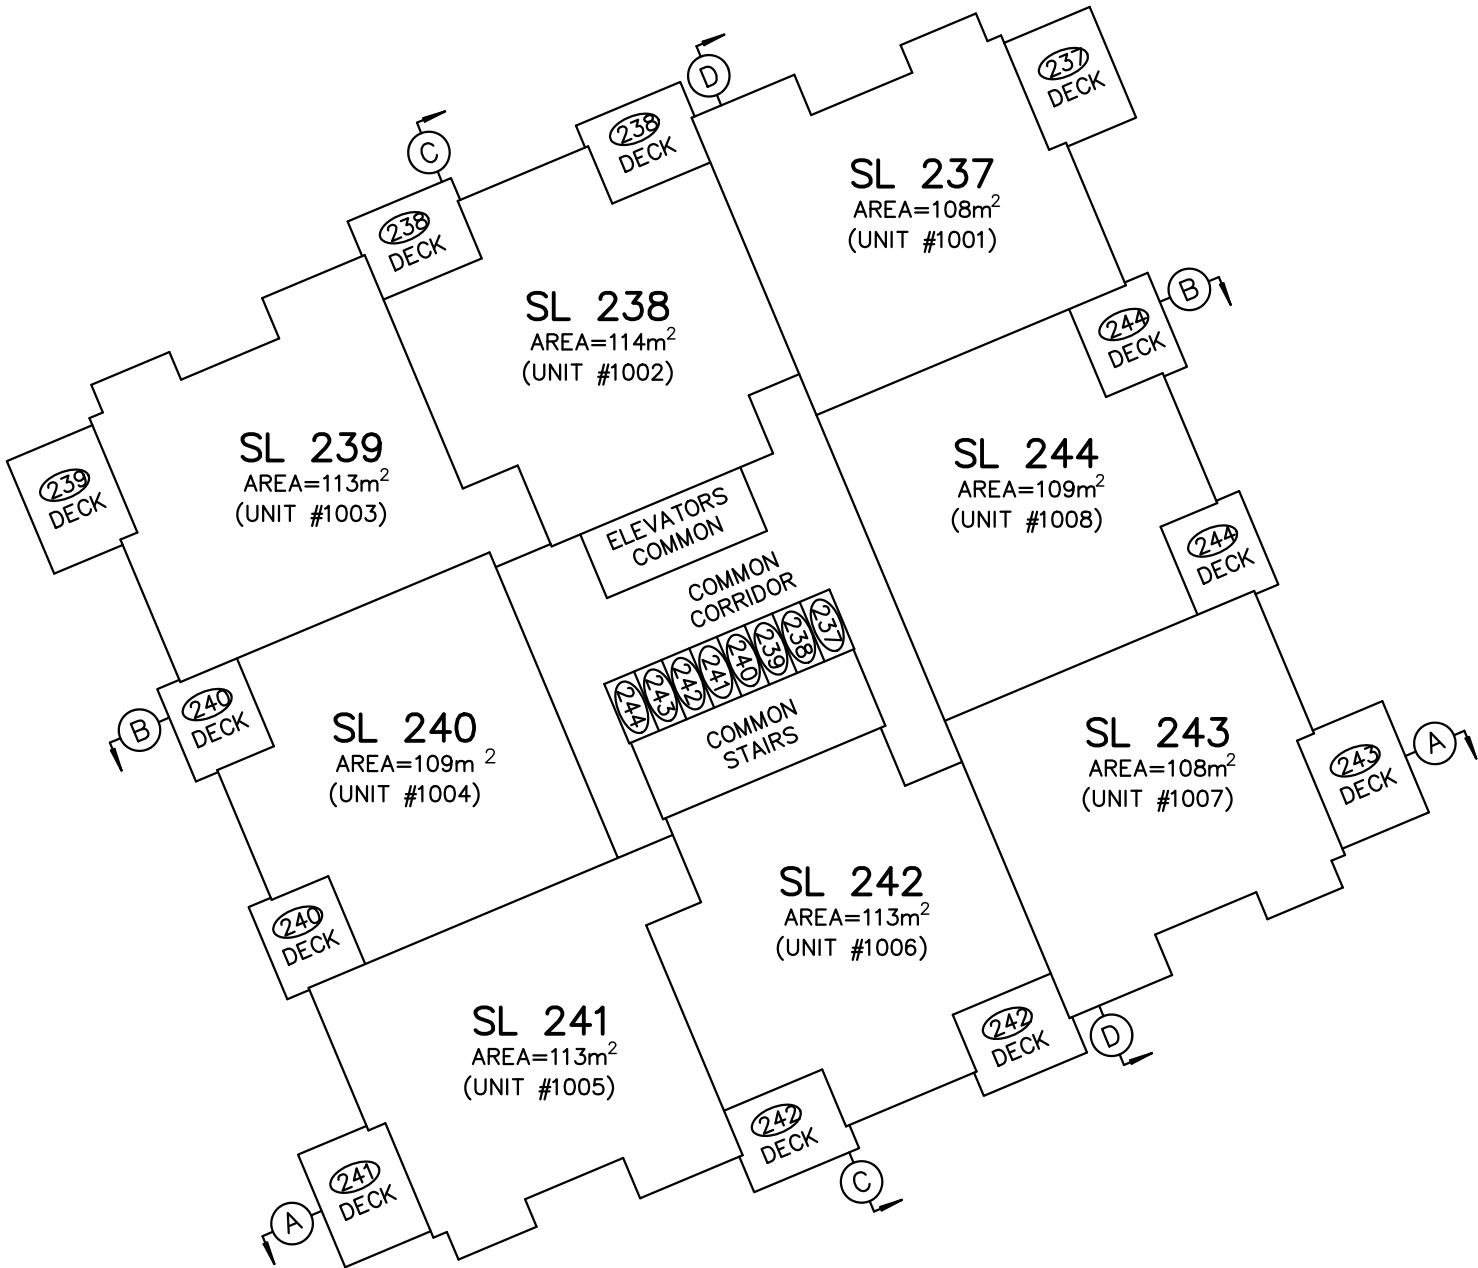 D
237
DECK
C
238
DECK
SL 237
AREA=108m²
(UNIT #1001)
238
DECK
B
SL 238
AREA=114m²
(UNIT #1002)
244
DECK
SL 239
AREA=113m²
(UNIT #1003)
239
DECK
SL 244
AREA=109m²
(UNIT #1008)
ELEVATORS
COMMON
244
DECK
COMMON
CORRIDOR
244 243 242 241 240 239 238 237
COMMON
STAIRS
240
DECK
B
SL 240
AREA=109m ²
(UNIT #1004)
SL 243
AREA=108m²
(UNIT #1007)
243
DECK
A
240
DECK
SL 242
AREA=113m²
(UNIT #1006)
SL 241
AREA=113m²
(UNIT #1005)
242
DECK
D
242
DECK
C
241
DECK
A